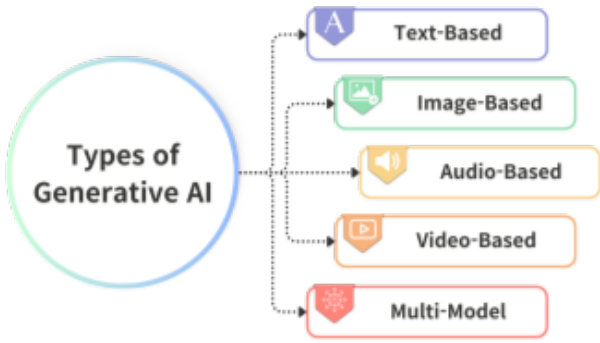 Types of
Generative AI
A
Text-Based
Image-Based
Audio-Based
Video-Based
Multi-Model